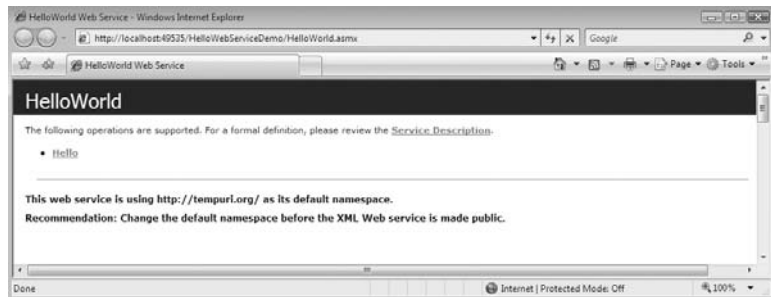 HelloWorld Web Service - Windows Internet Explorer
http://localhost:49535/HelloWebServiceDemo/HelloWorld.asmx
Google
HelloWorld Web Service
Page
Tools
HelloWorld
The following operations are supported. For a formal definition, please review the Service Description.
• Hello
This web service is using http://tempuri.org/ as its default namespace.
Recommendation: Change the default namespace before the XML Web service is made public.
Done
Internet | Protected Mode: Off
100%